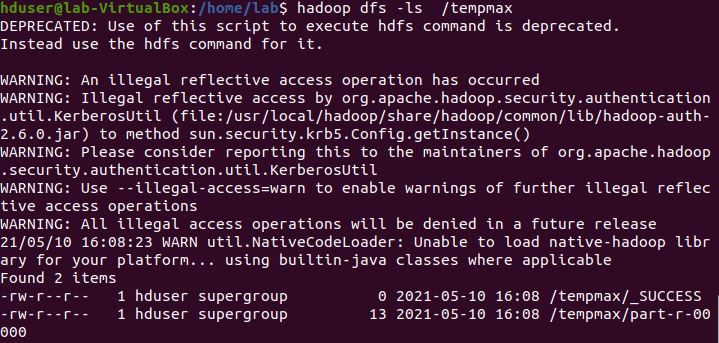 hduser@lab-VirtualBox:/home/lab$ hadoop dfs -ls  /tempmax
DEPRECATED: Use of this script to execute hdfs command is deprecated.
Instead use the hdfs command for it.

WARNING: An illegal reflective access operation has occurred
WARNING: Illegal reflective access by org.apache.hadoop.security.authentication
.util.KerberosUtil (file:/usr/local/hadoop/share/hadoop/common/lib/hadoop-auth-
2.6.0.jar) to method sun.security.krb5.Config.getInstance()
WARNING: Please consider reporting this to the maintainers of org.apache.hadoop
.security.authentication.util.KerberosUtil
WARNING: Use --illegal-access=warn to enable warnings of further illegal reflec
tive access operations
WARNING: All illegal access operations will be denied in a future release
21/05/10 16:08:23 WARN util.NativeCodeLoader: Unable to load native-hadoop libr
ary for your platform... using builtin-java classes where applicable
Found 2 items
-rw-r--r--   1 hduser supergroup          0 2021-05-10 16:08 /tempmax/_SUCCESS
-rw-r--r--   1 hduser supergroup         13 2021-05-10 16:08 /tempmax/part-r-00
000